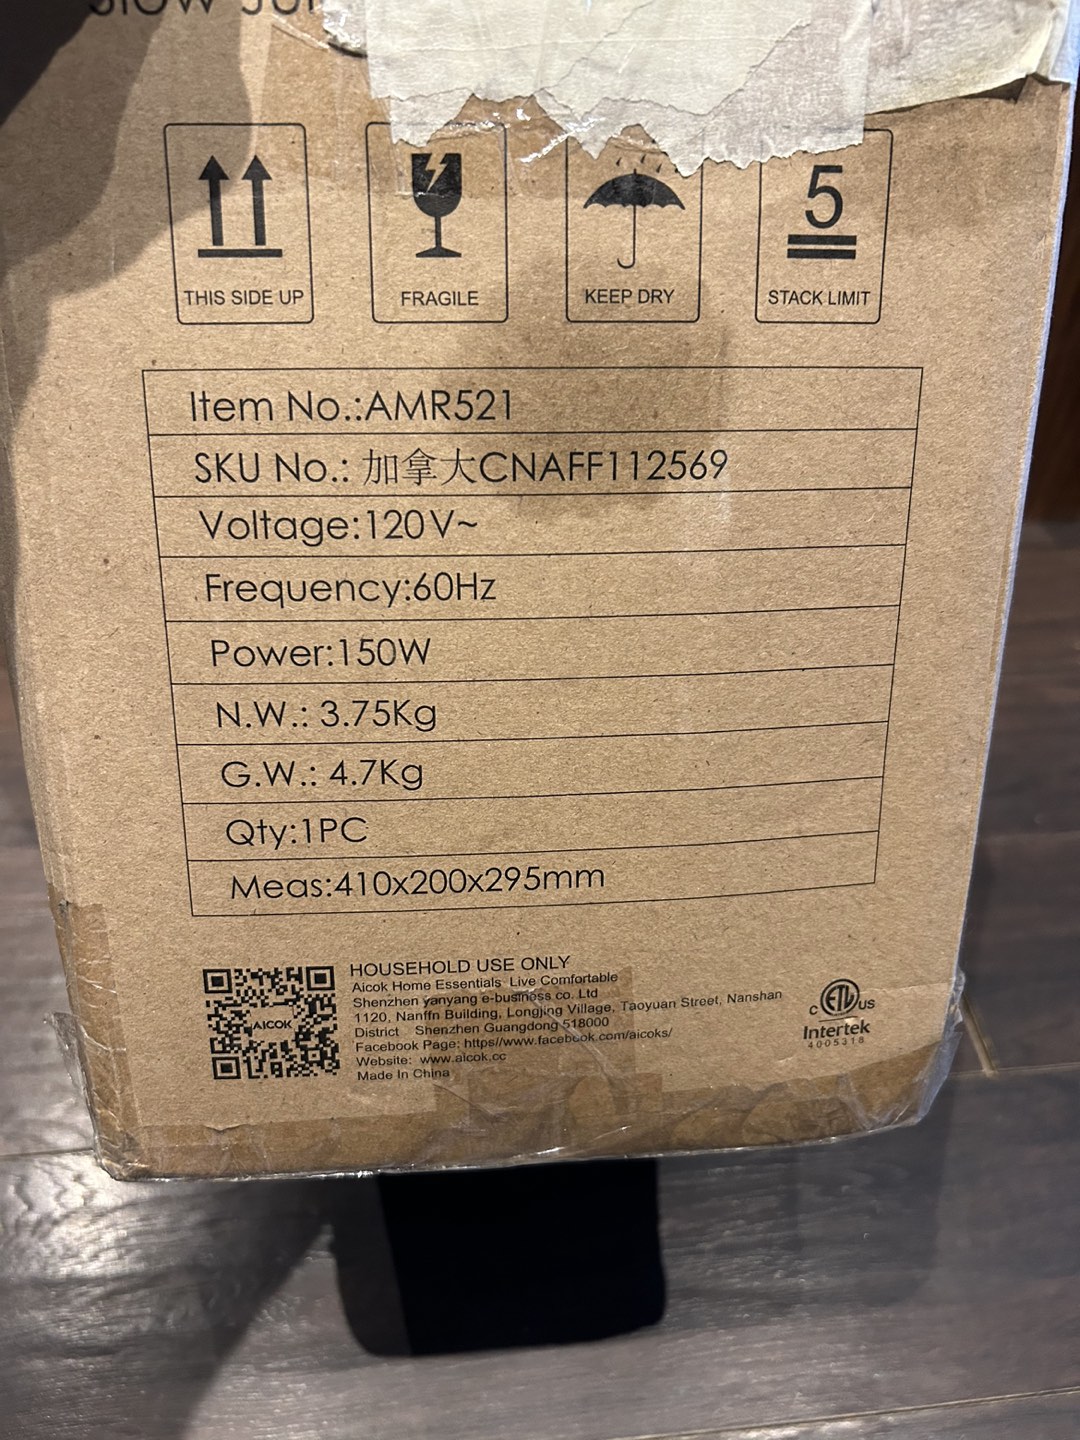 THIS SIDE UP
FRAGILE
KEEP DRY
5
STACK LIMIT
Item No.:AMR521
SKU No.: 加拿大CNAFF112569
Voltage:120V~
Frequency:60Hz
Power:150W
N.W.: 3.75Kg
G.W.: 4.7Kg
Qty:1PC
Meas:410x200x295mm
AICOK
HOUSEHOLD USE ONLY
Aicok Home Essentials Live Comfortable
Shenzhen yanyang e-business co. Ltd
1120, Nanffn Building, Longjing Village, Taoyuan Street, Nanshan
District Shenzhen Guangdong 518000
Facebook Page: https//www.facebook.com/aicoks/
Website: www.aicok.cc
Made In China
C ETL US
Intertek
4005318